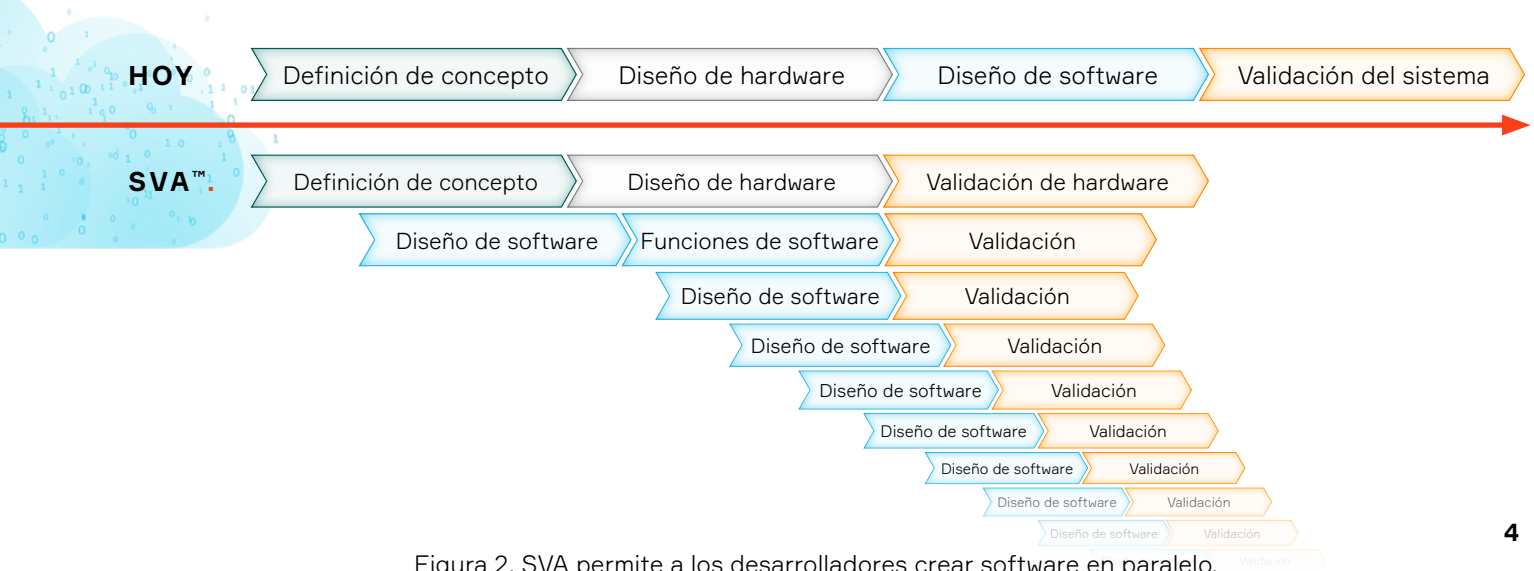 HOY Definición de concepto Diseño de hardware Diseño de software Validación del sistema
SVA™. Definición de concepto Diseño de hardware Validación de hardware
Diseño de software Funciones de software Validación
Diseño de software Validación
Diseño de software Validación
Diseño de software Validación
Diseño de software Validación
Diseño de software Validación
Diseño de software Validación
Diseño de software Validación
Validación
4
Figura 2. SVA permite a los desarrolladores crear software en paralelo.